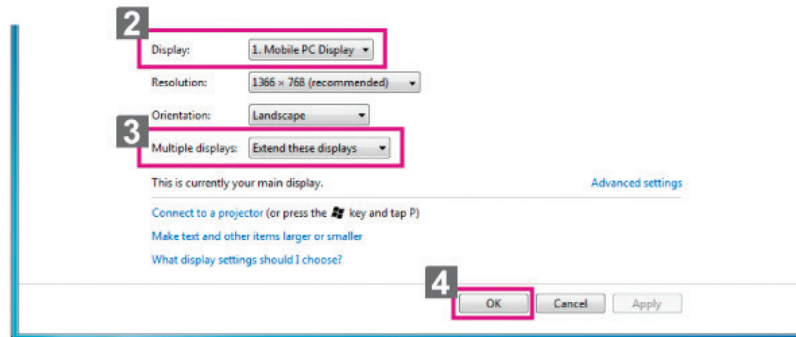 2
Display: 1. Mobile PC Display
Resolution: 1366 × 768 (recommended)
Orientation: Landscape
3
Multiple displays: Extend these displays
This is currently your main display. Advanced settings
Connect to a projector (or press the key and tap P)
Make text and other items larger or smaller
What display settings should I choose?
4
OK Cancel Apply